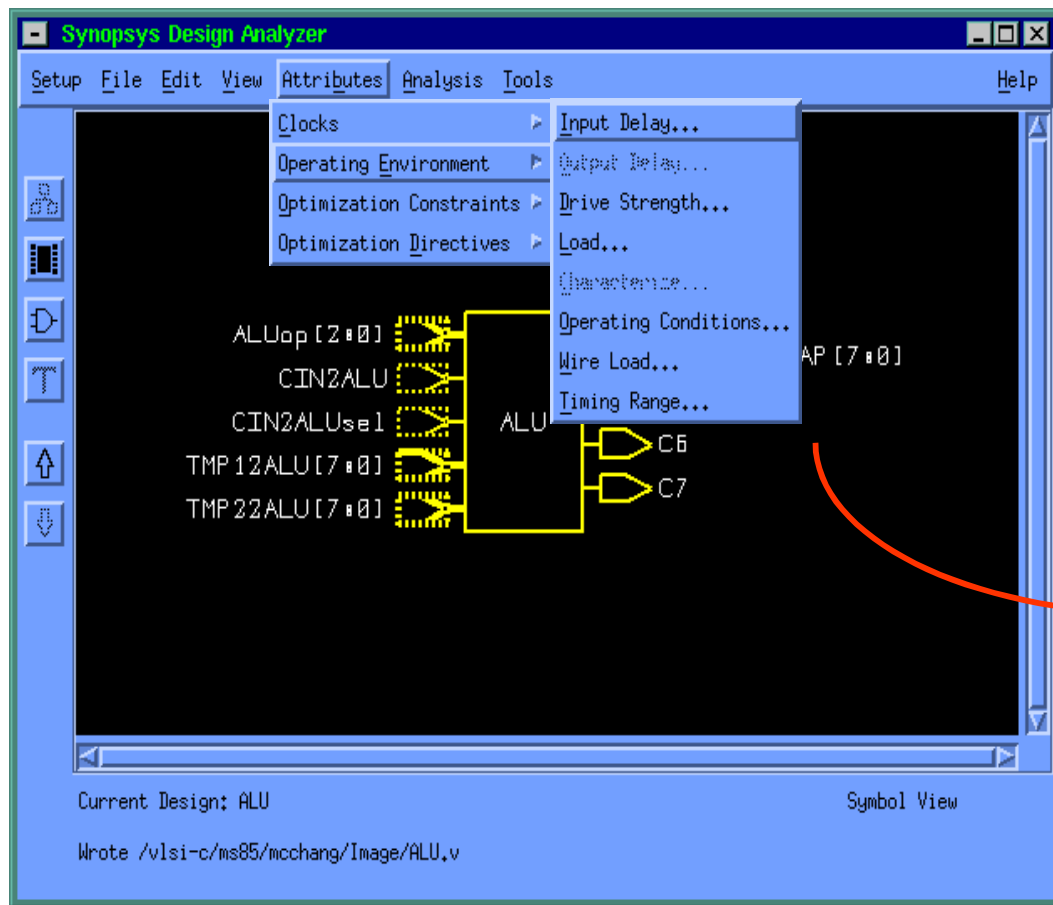 Synopsys Design Analyzer
Setup File Edit View Attributes Analysis Tools Help
Clocks
Operating Environment
Optimization Constraints
Optimization Directives
Input Delay...
Output Delay...
Drive Strength...
Load...
Characterize...
Operating Conditions...
Wire Load...
Timing Range...
ALUop[2:0]
CIN2ALU
CIN2ALUsel
TMP12ALU[7:0]
TMP22ALU[7:0]
ALU
AP[7:0]
C6
C7
Current Design: ALU
Symbol View
Wrote /vlsi-c/ms85/mcchang/Image/ALU.v